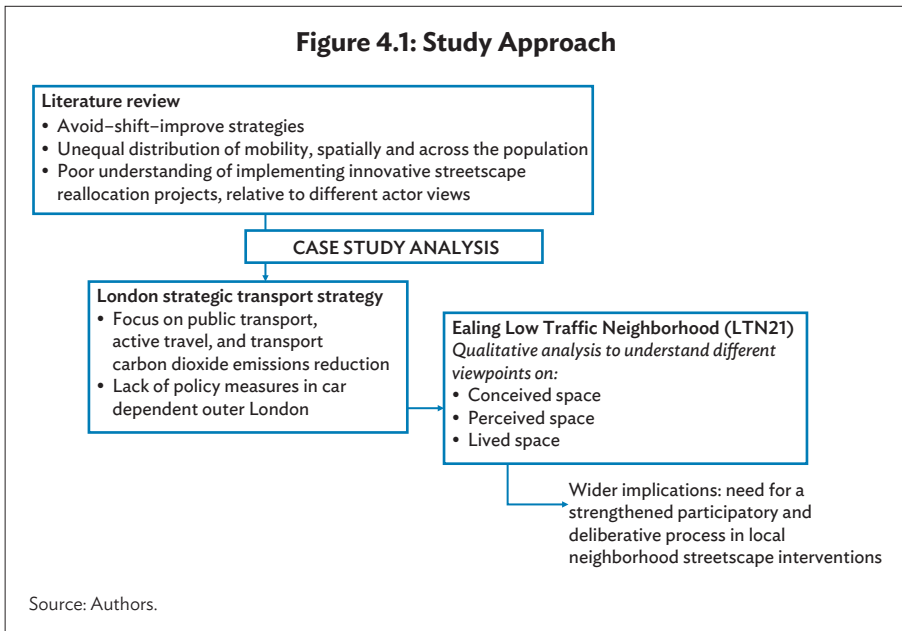 Figure 4.1: Study Approach
Literature review
• Avoid–shift–improve strategies
• Unequal distribution of mobility, spatially and across the population
• Poor understanding of implementing innovative streetscape
reallocation projects, relative to different actor views
CASE STUDY ANALYSIS
London strategic transport strategy
• Focus on public transport,
active travel, and transport
carbon dioxide emissions reduction
• Lack of policy measures in car
dependent outer London
Ealing Low Traffic Neighborhood (LTN21)
Qualitative analysis to understand different
viewpoints on:
• Conceived space
• Perceived space
• Lived space
Wider implications: need for a
strengthened participatory and
deliberative process in local
neighborhood streetscape interventions
Source: Authors.